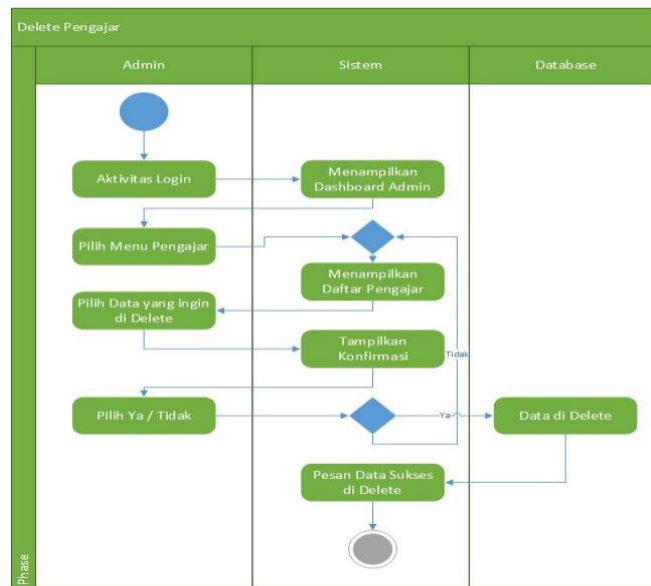 Delete Pengajar
Admin
Sistem
Database
Aktivitas Login
Menampilkan
Dashboard Admin
Pilih Menu Pengajar
Menampilkan
Daftar Pengajar
Pilih Data yang ingin
di Delete
Tampilkan
Konfirmasi
Tidak
Pilih Ya / Tidak
Ya
Data di Delete
Pesan Data Sukses
di Delete
Phase